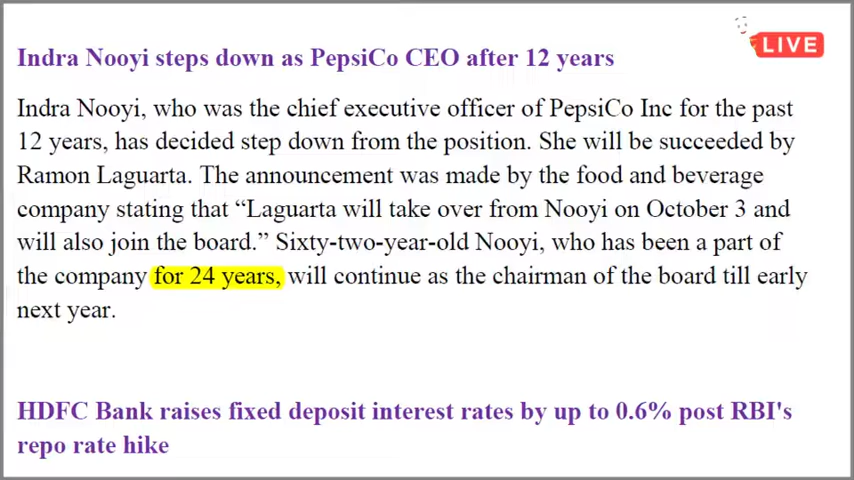 LIVE
Indra Nooyi steps down as PepsiCo CEO after 12 years
Indra Nooyi, who was the chief executive officer of PepsiCo Inc for the past
12 years, has decided step down from the position. She will be succeeded by
Ramon Laguarta. The announcement was made by the food and beverage
company stating that “Laguarta will take over from Nooyi on October 3 and
will also join the board.” Sixty-two-year-old Nooyi, who has been a part of
the company for 24 years, will continue as the chairman of the board till early
next year.
HDFC Bank raises fixed deposit interest rates by up to 0.6% post RBI's
repo rate hike